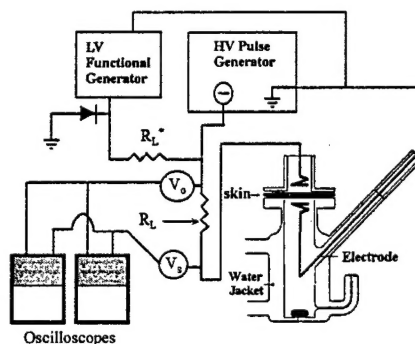 LV
Functional
Generator
HV Pulse
Generator
R_L*
V_o
skin
R_L
V_s
Water
Jacket
Electrode
Oscilloscopes